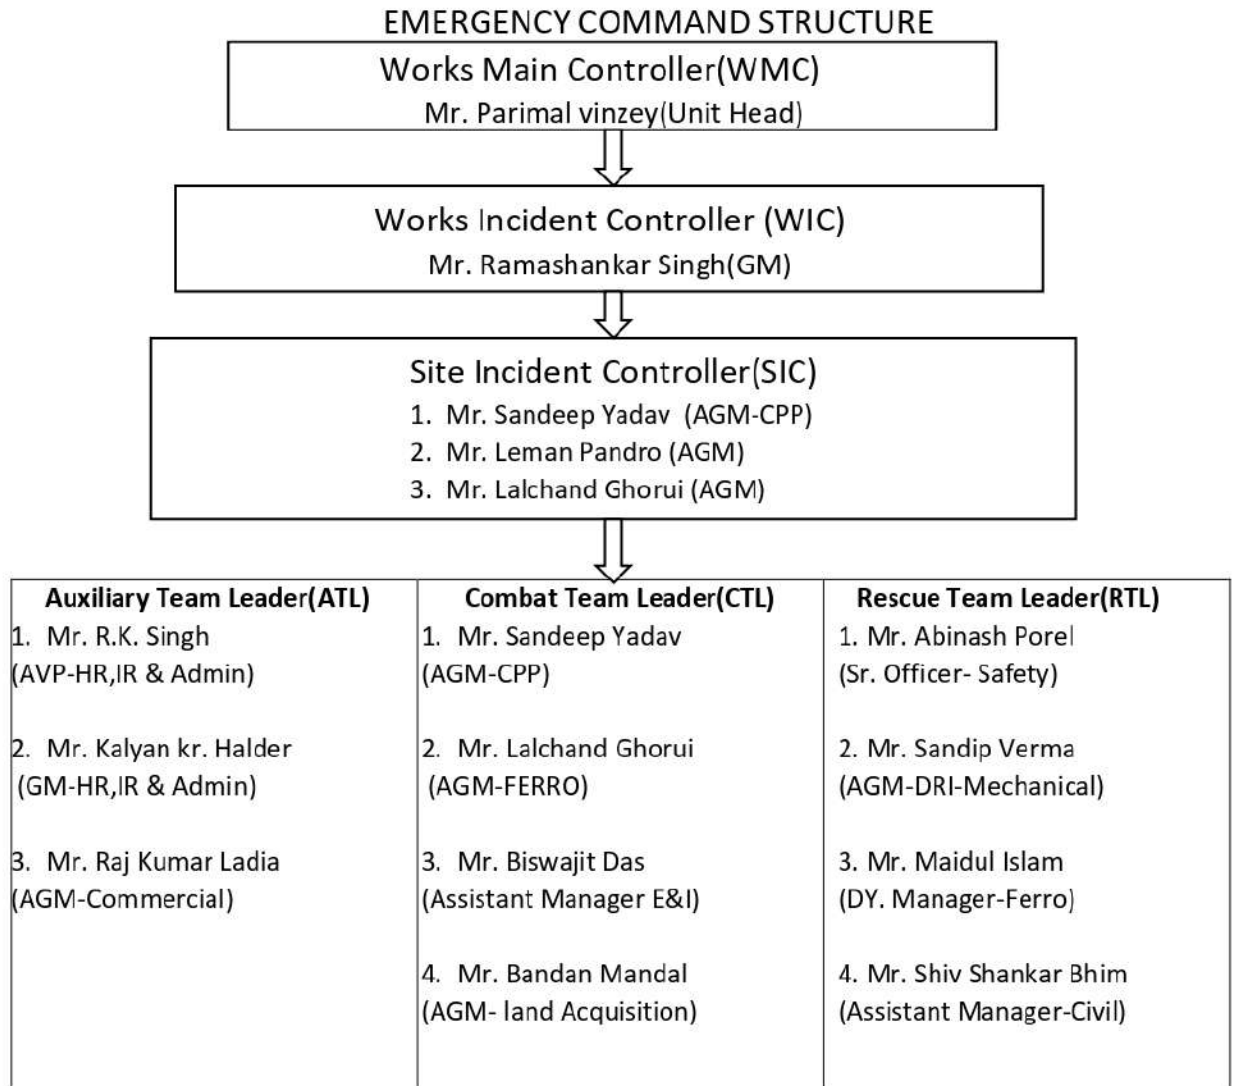 EMERGENCY COMMAND STRUCTURE
Works Main Controller(WMC)
Mr. Parimal vinzey(Unit Head)
Works Incident Controller (WIC)
Mr. Ramashankar Singh(GM)
Site Incident Controller(SIC)
1. Mr. Sandeep Yadav (AGM-CPP)
2. Mr. Leman Pandro (AGM)
3. Mr. Lalchand Ghorui (AGM)
Auxiliary Team Leader(ATL)
1. Mr. R.K. Singh
(AVP-HR,IR & Admin)
2. Mr. Kalyan kr. Halder
(GM-HR,IR & Admin)
3. Mr. Raj Kumar Ladia
(AGM-Commercial)
Combat Team Leader(CTL)
1. Mr. Sandeep Yadav
(AGM-CPP)
2. Mr. Lalchand Ghorui
(AGM-FERRO)
3. Mr. Biswajit Das
(Assistant Manager E&I)
4. Mr. Bandan Mandal
(AGM- land Acquisition)
Rescue Team Leader(RTL)
1. Mr. Abinash Porel
(Sr. Officer- Safety)
2. Mr. Sandip Verma
(AGM-DRI-Mechanical)
3. Mr. Maidul Islam
(DY. Manager-Ferro)
4. Mr. Shiv Shankar Bhim
(Assistant Manager-Civil)